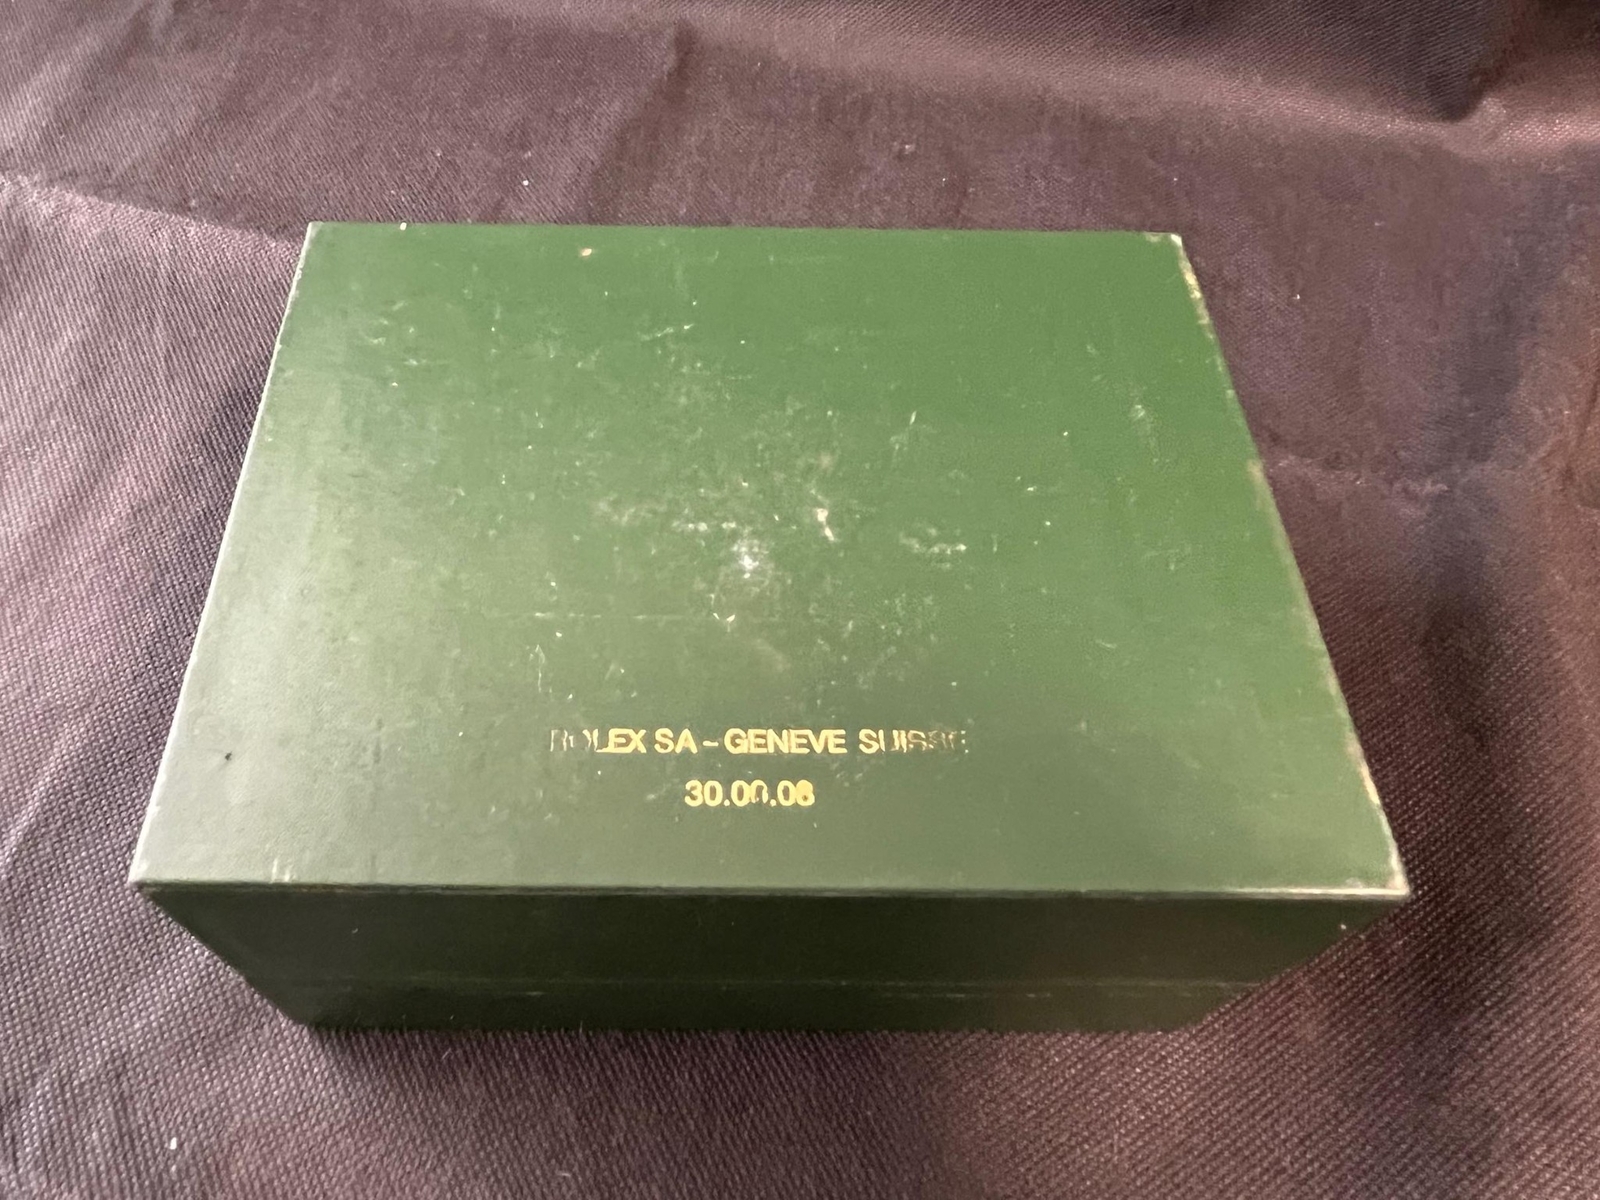 ROLEX SA - GENEVE SUISSE
30.00.08